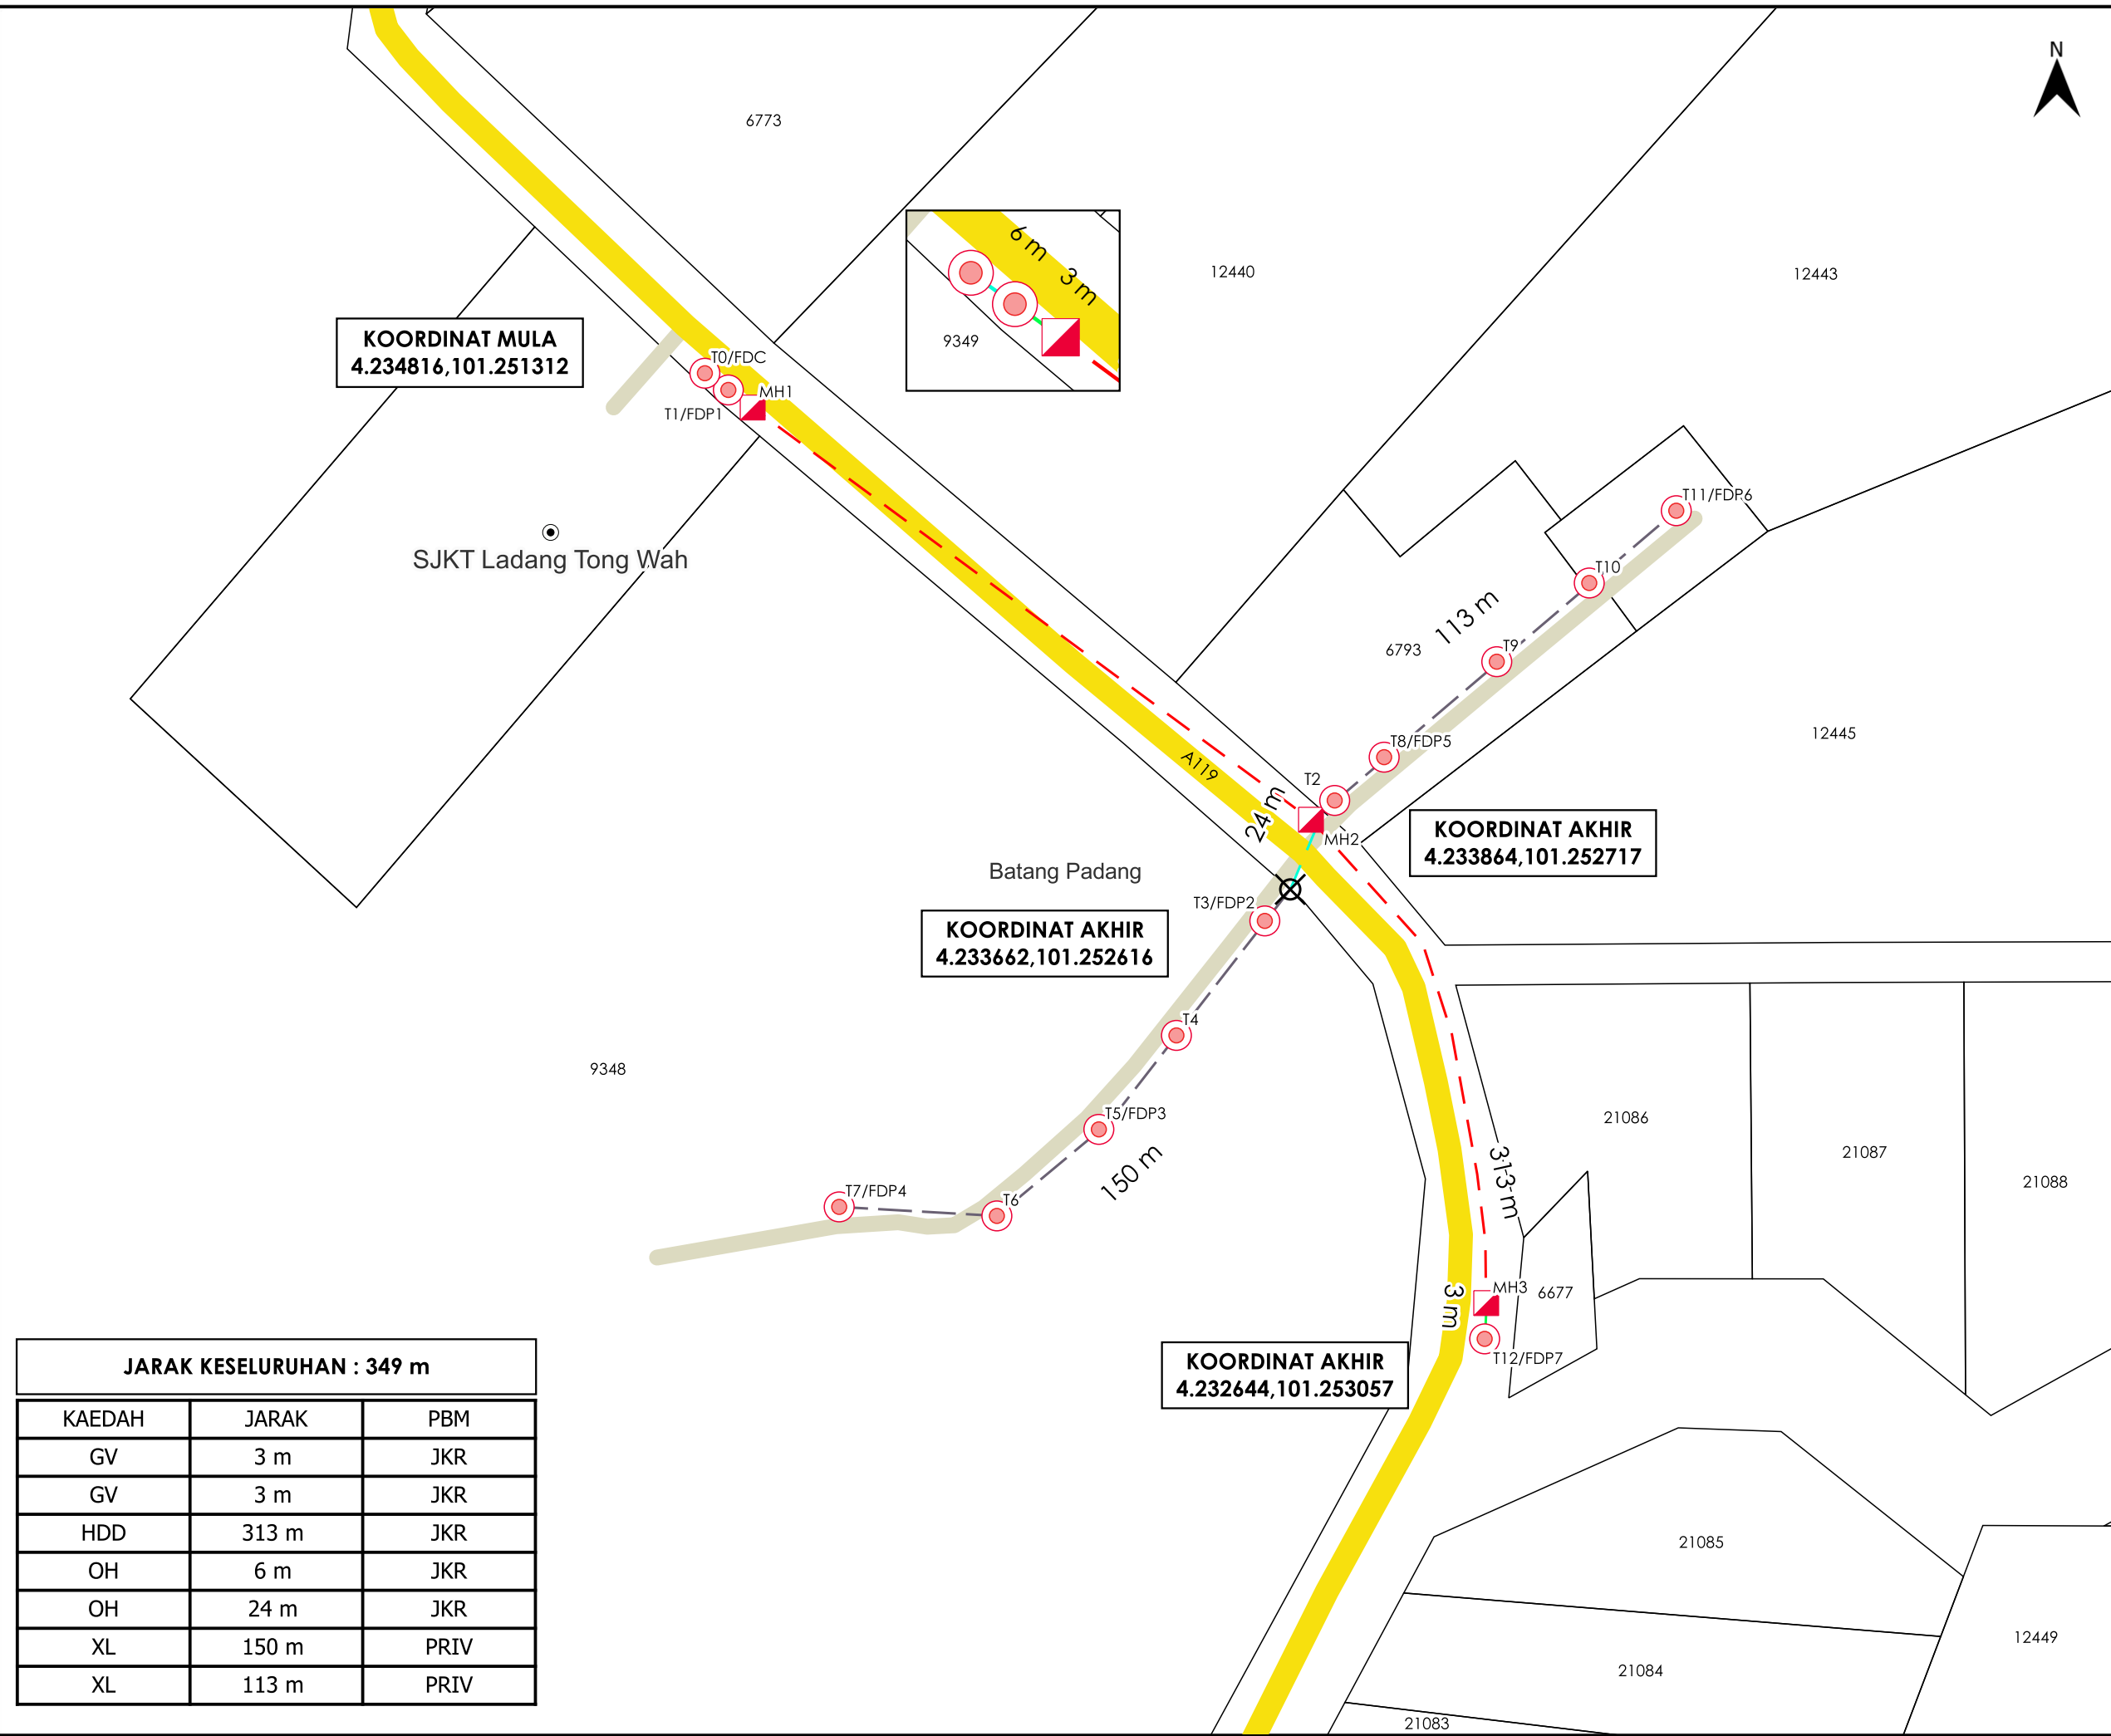 N
6773
12440
12443
6 m
3 m
9349
KOORDINAT MULA
4.234816,101.251312
T0/FDC
MH1
T1/FDP1
SJKT Ladang Tong Wah
T11/FDP6
T10
113 m
6793
T9
12445
T8/FDP5
A119
T2
24 m
MH2
KOORDINAT AKHIR
4.233864,101.252717
Batang Padang
T3/FDP2
KOORDINAT AKHIR
4.233662,101.252616
T4
9348
T5/FDP3
150 m
21086
21087
21088
313 m
T7/FDP4
T6
MH3
6677
3 m
T12/FDP7
KOORDINAT AKHIR
4.232644,101.253057
JARAK KESELURUHAN : 349 m
KAEDAH JARAK PBM
GV 3 m JKR
GV 3 m JKR
HDD 313 m JKR
OH 6 m JKR
OH 24 m JKR
XL 150 m PRIV
XL 113 m PRIV
21085
12449
21084
21083